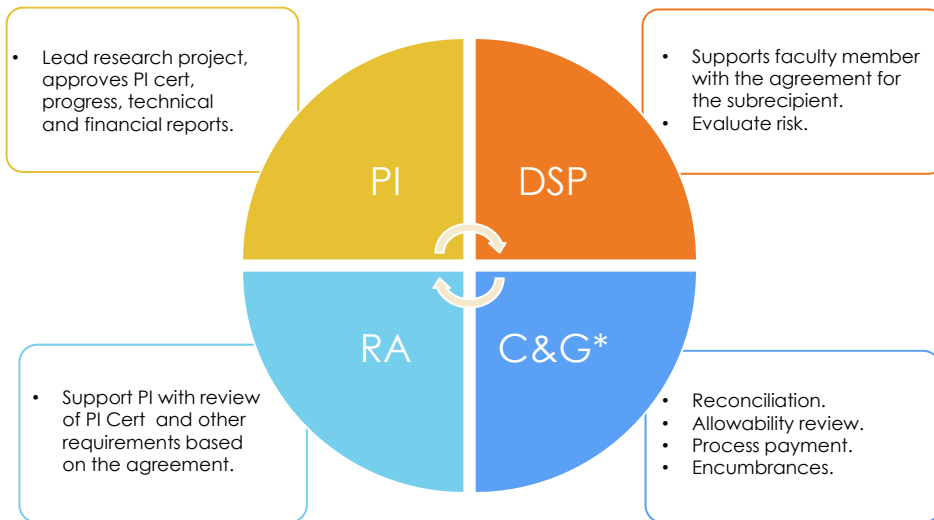 • Lead research project,
approves PI cert,
progress, technical
and financial reports.
• Supports faculty member
with the agreement for
the subrecipient.
• Evaluate risk.
PI
DSP
RA
C&G*
• Support PI with review
of PI Cert and other
requirements based
on the agreement.
• Reconciliation.
• Allowability review.
• Process payment.
• Encumbrances.